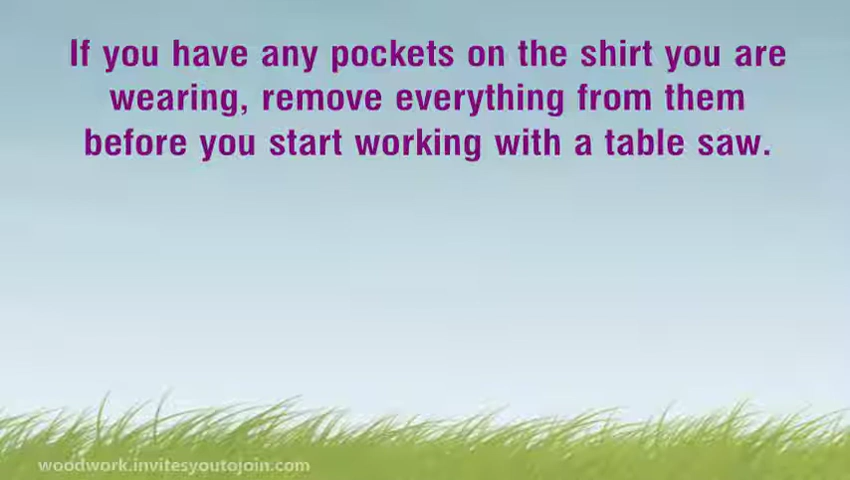 If you have any pockets on the shirt you are
wearing, remove everything from them
before you start working with a table saw.
woodwork.invitesyoutojoin.com